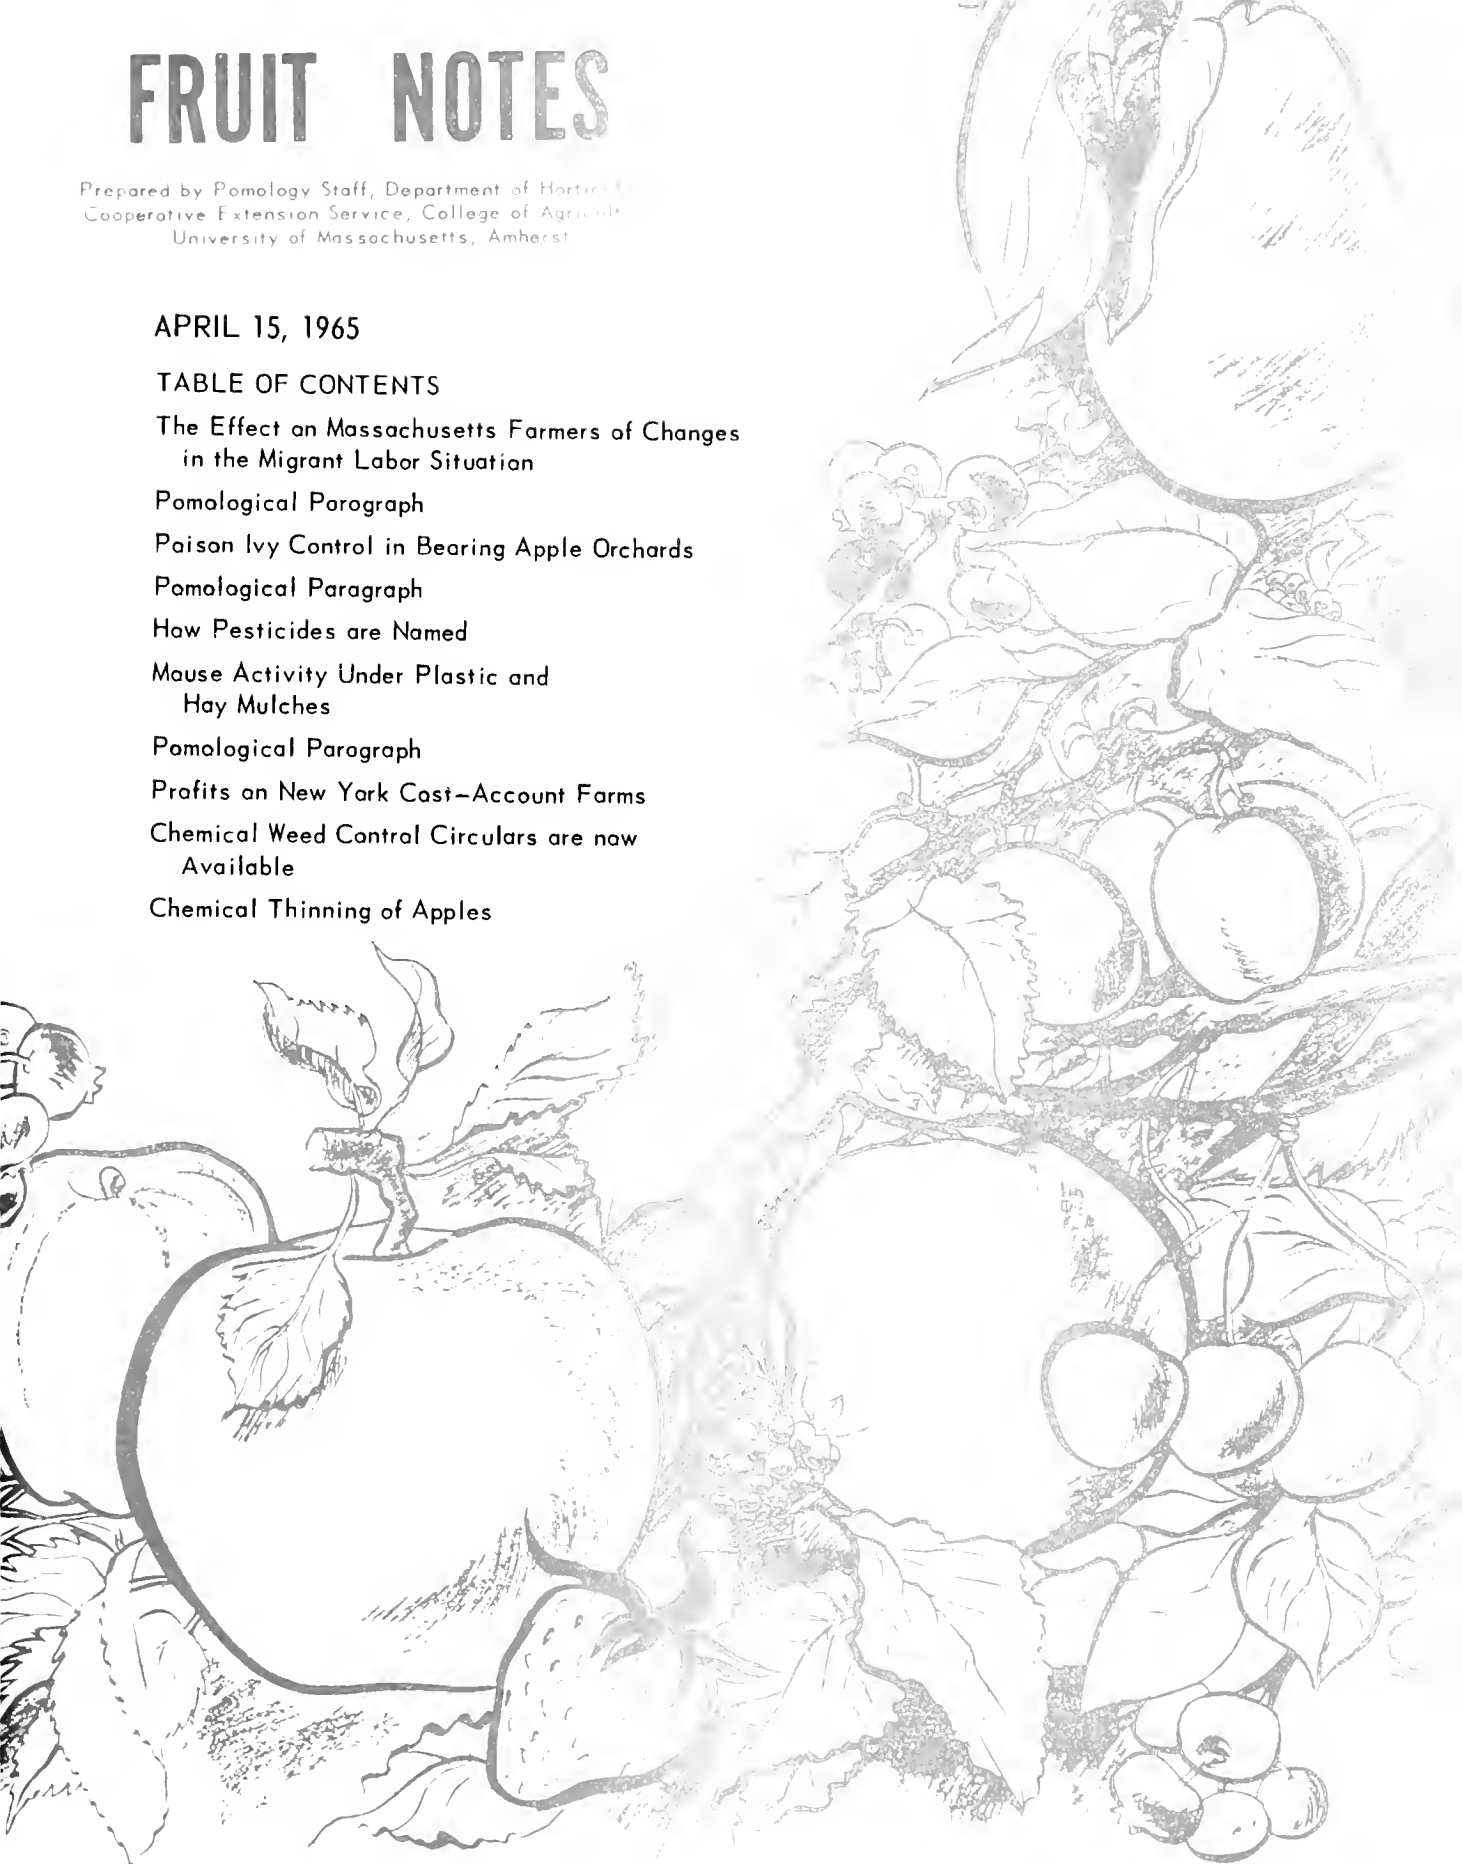 FRUIT NOTES
Prepared by Pomology Staff, Department of
Cooperative Extension Service, College of
University of Massachusetts, Amherst
APRIL 15, 1965
TABLE OF CONTENTS
The Effect on Massachusetts Farmers of Changes
in the Migrant Labor Situation
Pomological Paragraph
Poison Ivy Control in Bearing Apple Orchards
Pomological Paragraph
How Pesticides are Named
Mouse Activity Under Plastic and
Hay Mulches
Pomological Paragraph
Profits on New York Cost–Account Farms
Chemical Weed Control Circulars are now
Available
Chemical Thinning of Apples